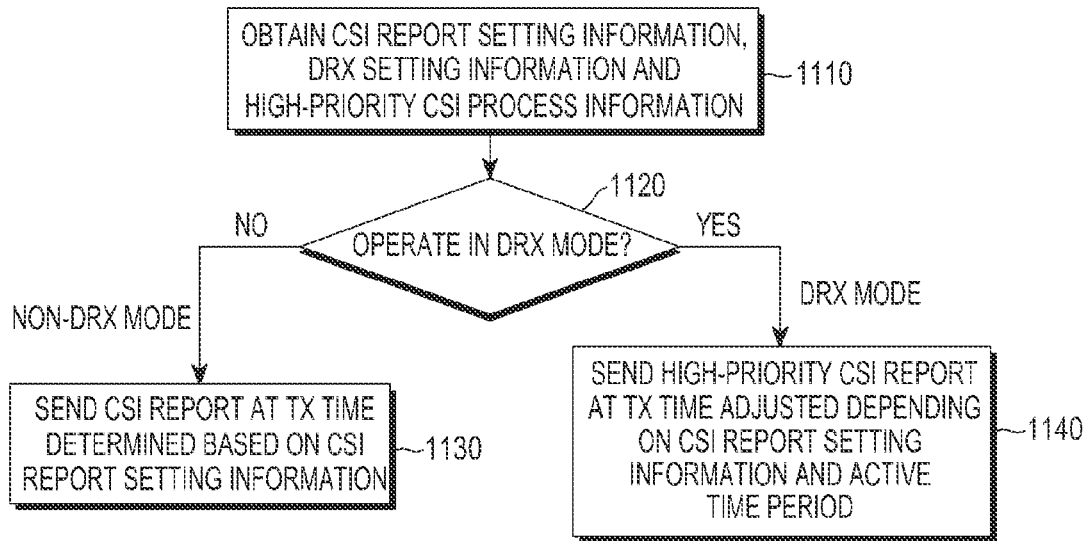 OBTAIN CSI REPORT SETTING INFORMATION,
DRX SETTING INFORMATION AND
HIGH-PRIORITY CSI PROCESS INFORMATION
1110
1120
NO
OPERATE IN DRX MODE?
YES
NON-DRX MODE
DRX MODE
SEND CSI REPORT AT TX TIME
DETERMINED BASED ON CSI
REPORT SETTING INFORMATION
1130
SEND HIGH-PRIORITY CSI REPORT
AT TX TIME ADJUSTED DEPENDING
ON CSI REPORT SETTING
INFORMATION AND ACTIVE
TIME PERIOD
1140